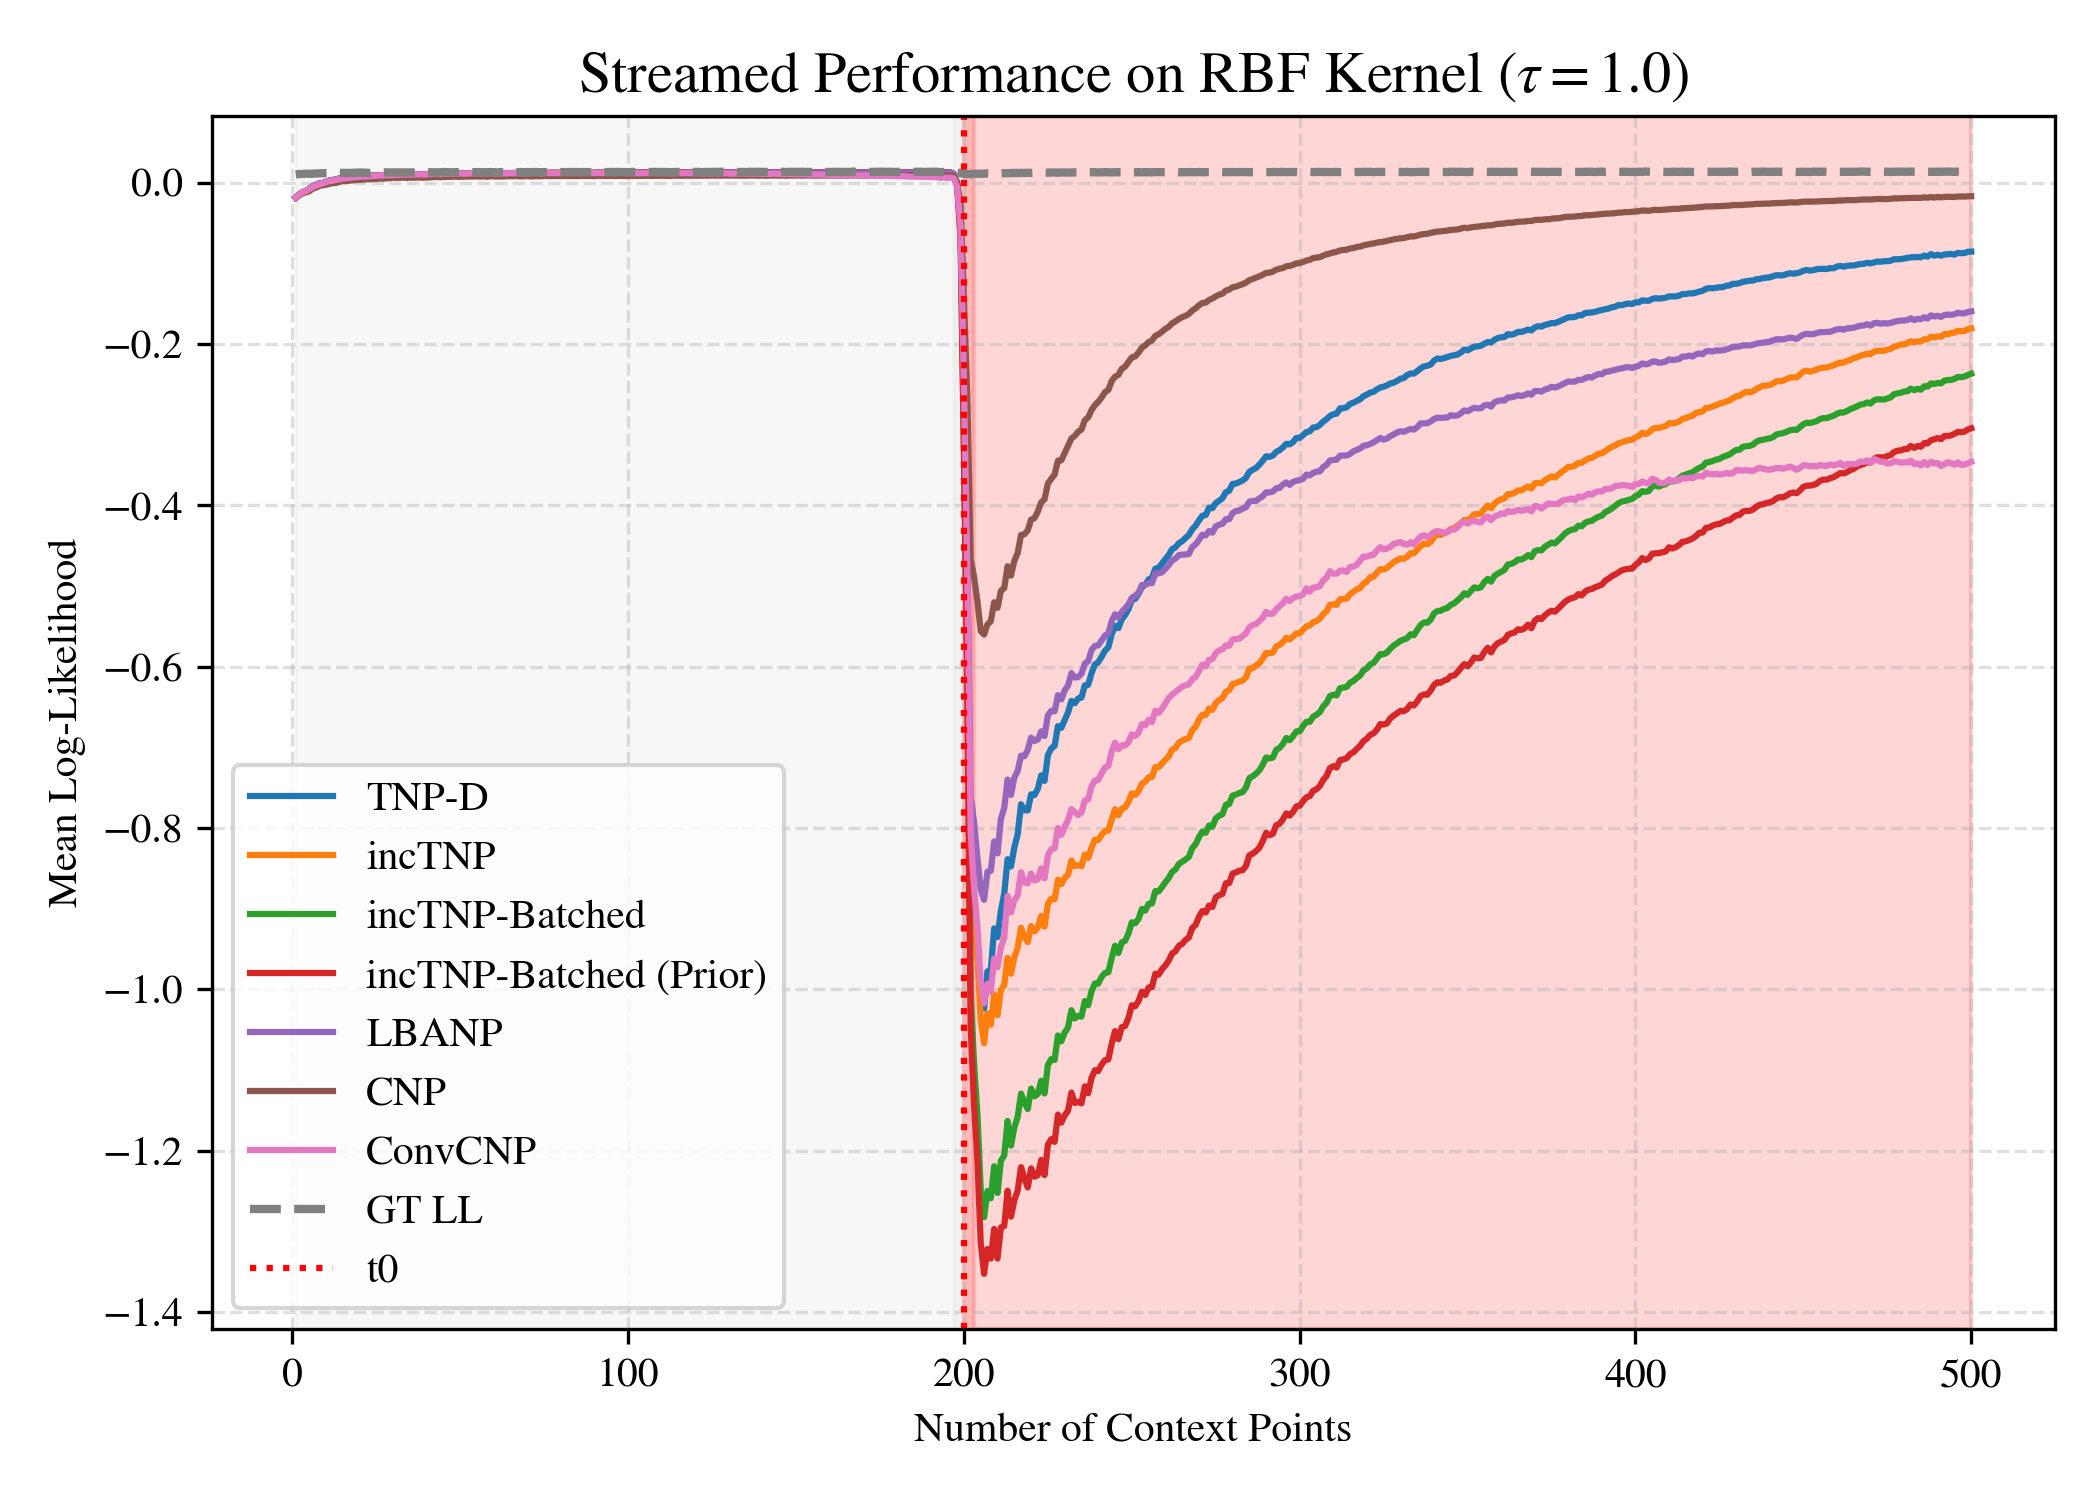 Streamed Performance on RBF Kernel (τ = 1.0)
Mean Log-Likelihood
0.0
−0.2
−0.4
−0.6
−0.8
−1.0
−1.2
−1.4
TNP-D
incTNP
incTNP-Batched
incTNP-Batched (Prior)
LBANP
CNP
ConvCNP
GT LL
t0
0 100 200 300 400 500
Number of Context Points